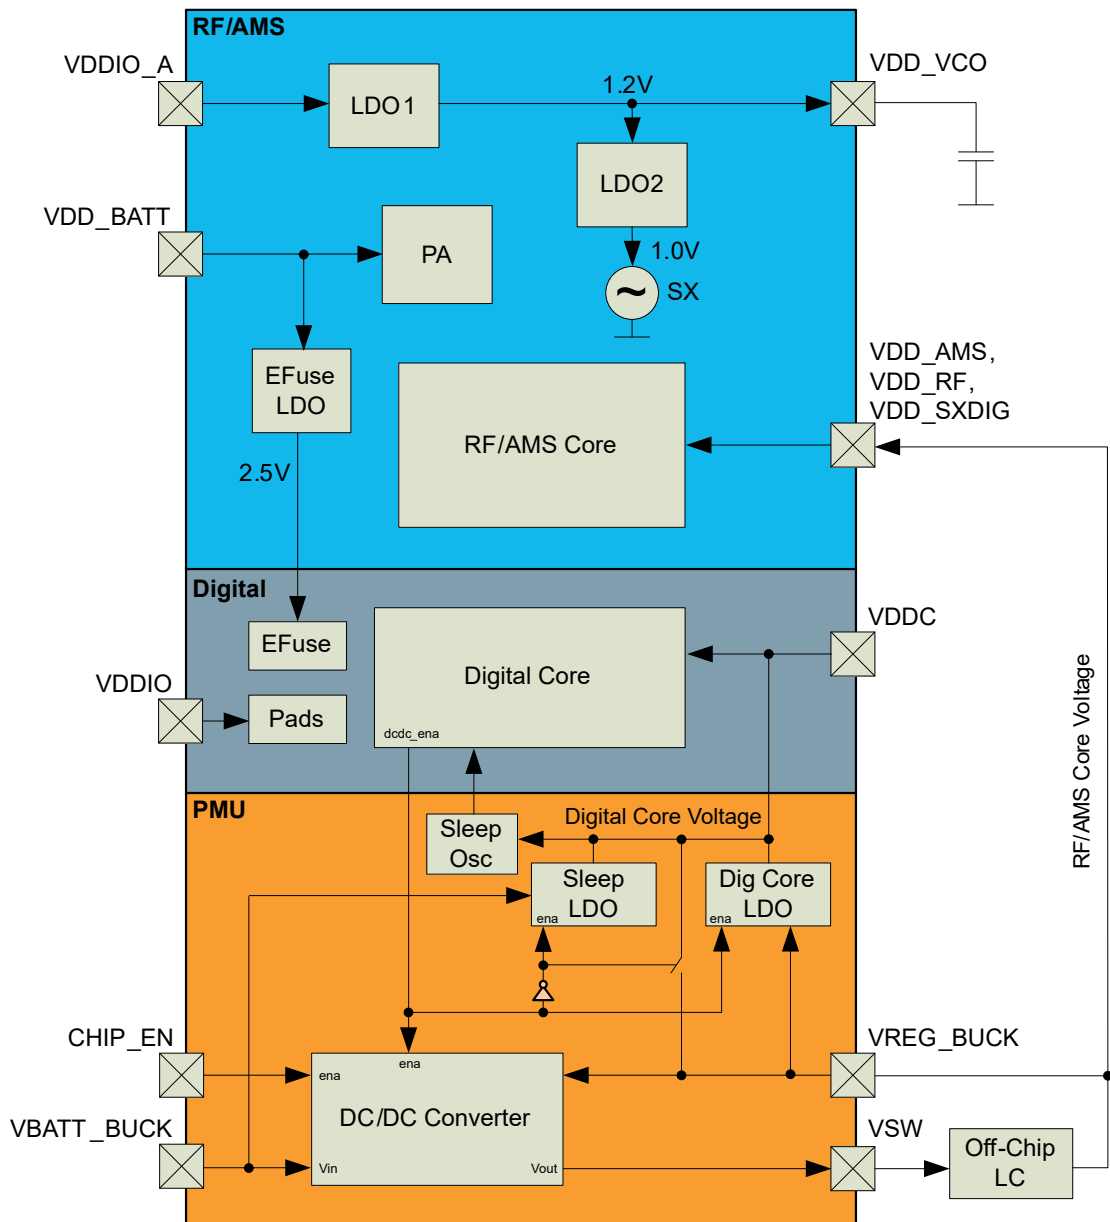 RF/AMS
VDDIO_A
VDD_VCO
LDO1
1.2V
LDO2
VDD_BATT
PA
1.0V
SX
VDD_AMS,
VDD_RF,
VDD_SXDIG
EFuse
LDO
RF/AMS Core
2.5V
Digital
VDDC
EFuse
Digital Core
VDDIO
Pads
dcdc_ena
RF/AMS Core Voltage
PMU
Digital Core Voltage
Sleep
Osc
Sleep
LDO
ena
Dig Core
LDO
ena
CHIP_EN
VREG_BUCK
ena
ena
DC/DC Converter
VBATT_BUCK
VSW
Vin
Vout
Off-Chip
LC